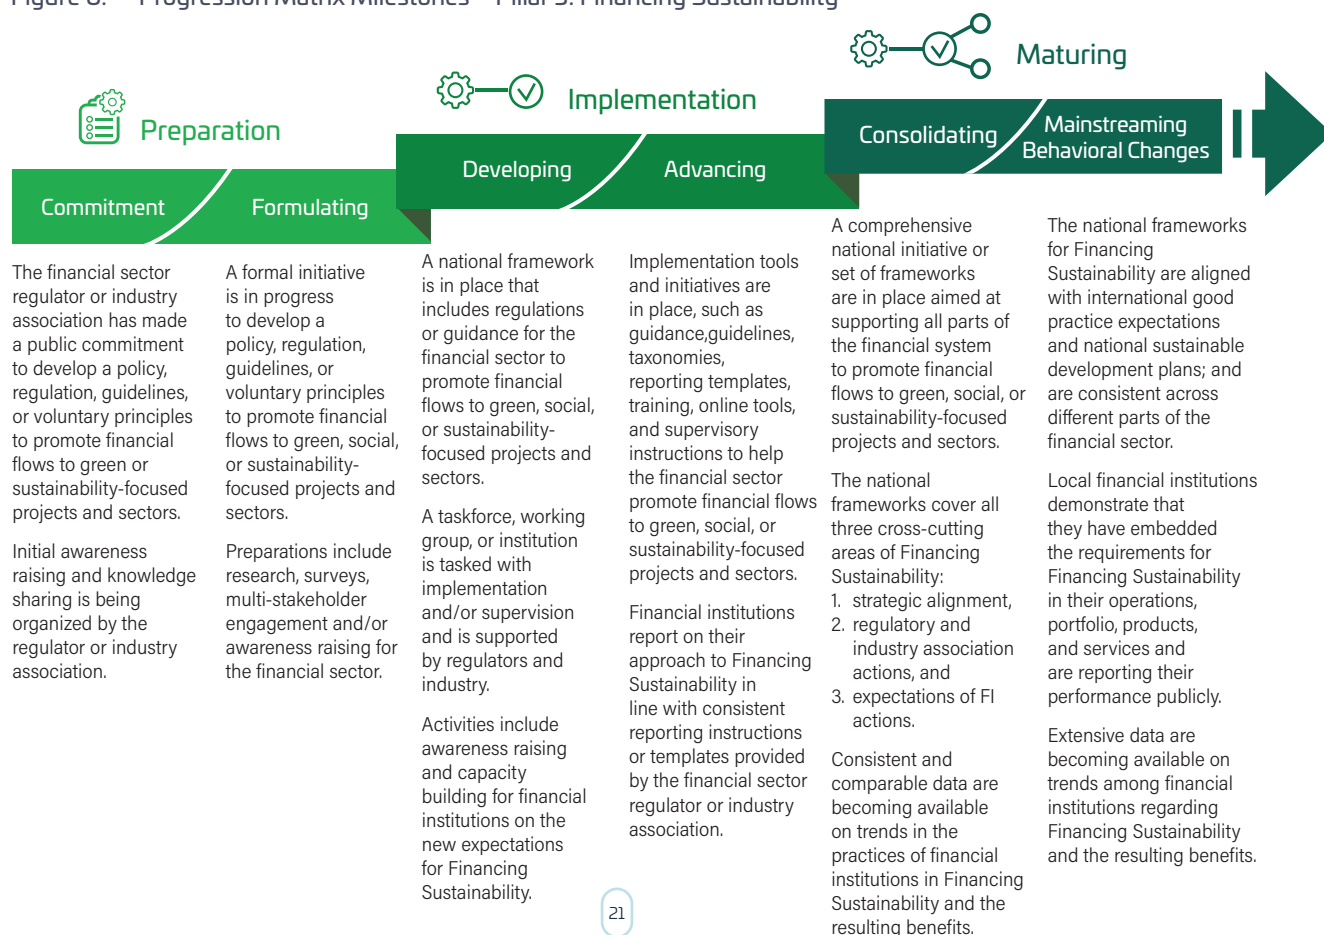 Figure 6. Progression Matrix Milestones – Pillar 3: Financing Sustainability
Preparation
Commitment
Formulating
The financial sector
regulator or industry
association has made
a public commitment
to develop a policy,
regulation, guidelines,
or voluntary principles
to promote financial
flows to green or
sustainability-focused
projects and sectors.
Initial awareness
raising and knowledge
sharing is being
organized by the
regulator or industry
association.
A formal initiative
is in progress
to develop a
policy, regulation,
guidelines, or
voluntary principles
to promote financial
flows to green, social,
or sustainability-
focused projects and
sectors.
Preparations include
research, surveys,
multi-stakeholder
engagement and/or
awareness raising for
the financial sector.
Implementation
Developing
Advancing
A national framework
is in place that
includes regulations
or guidance for the
financial sector to
promote financial
flows to green, social,
or sustainability-
focused projects and
sectors.
A taskforce, working
group, or institution
is tasked with
implementation
and/or supervision
and is supported
by regulators and
industry.
Activities include
awareness raising
and capacity
building for financial
institutions on the
new expectations
for Financing
Sustainability.
Implementation tools
and initiatives are
in place, such as
guidance,guidelines,
taxonomies,
reporting templates,
training, online tools,
and supervisory
instructions to help
the financial sector
promote financial flows
to green, social, or
sustainability-focused
projects and sectors.
Financial institutions
report on their
approach to Financing
Sustainability in
line with consistent
reporting instructions
or templates provided
by the financial sector
regulator or industry
association.
Maturing
Consolidating
Mainstreaming
Behavioral Changes
A comprehensive
national initiative or
set of frameworks
are in place aimed at
supporting all parts of
the financial system
to promote financial
flows to green, social, or
sustainability-focused
projects and sectors.
The national
frameworks cover all
three cross-cutting
areas of Financing
Sustainability:
1. strategic alignment,
2. regulatory and
industry association
actions, and
3. expectations of FI
actions.
Consistent and
comparable data are
becoming available
on trends in the
practices of financial
institutions in Financing
Sustainability and the
resulting benefits.
The national frameworks
for Financing
Sustainability are aligned
with international good
practice expectations
and national sustainable
development plans; and
are consistent across
different parts of the
financial sector.
Local financial institutions
demonstrate that
they have embedded
the requirements for
Financing Sustainability
in their operations,
portfolio, products,
and services and
are reporting their
performance publicly.
Extensive data are
becoming available on
trends among financial
institutions regarding
Financing Sustainability
and the resulting benefits.
21